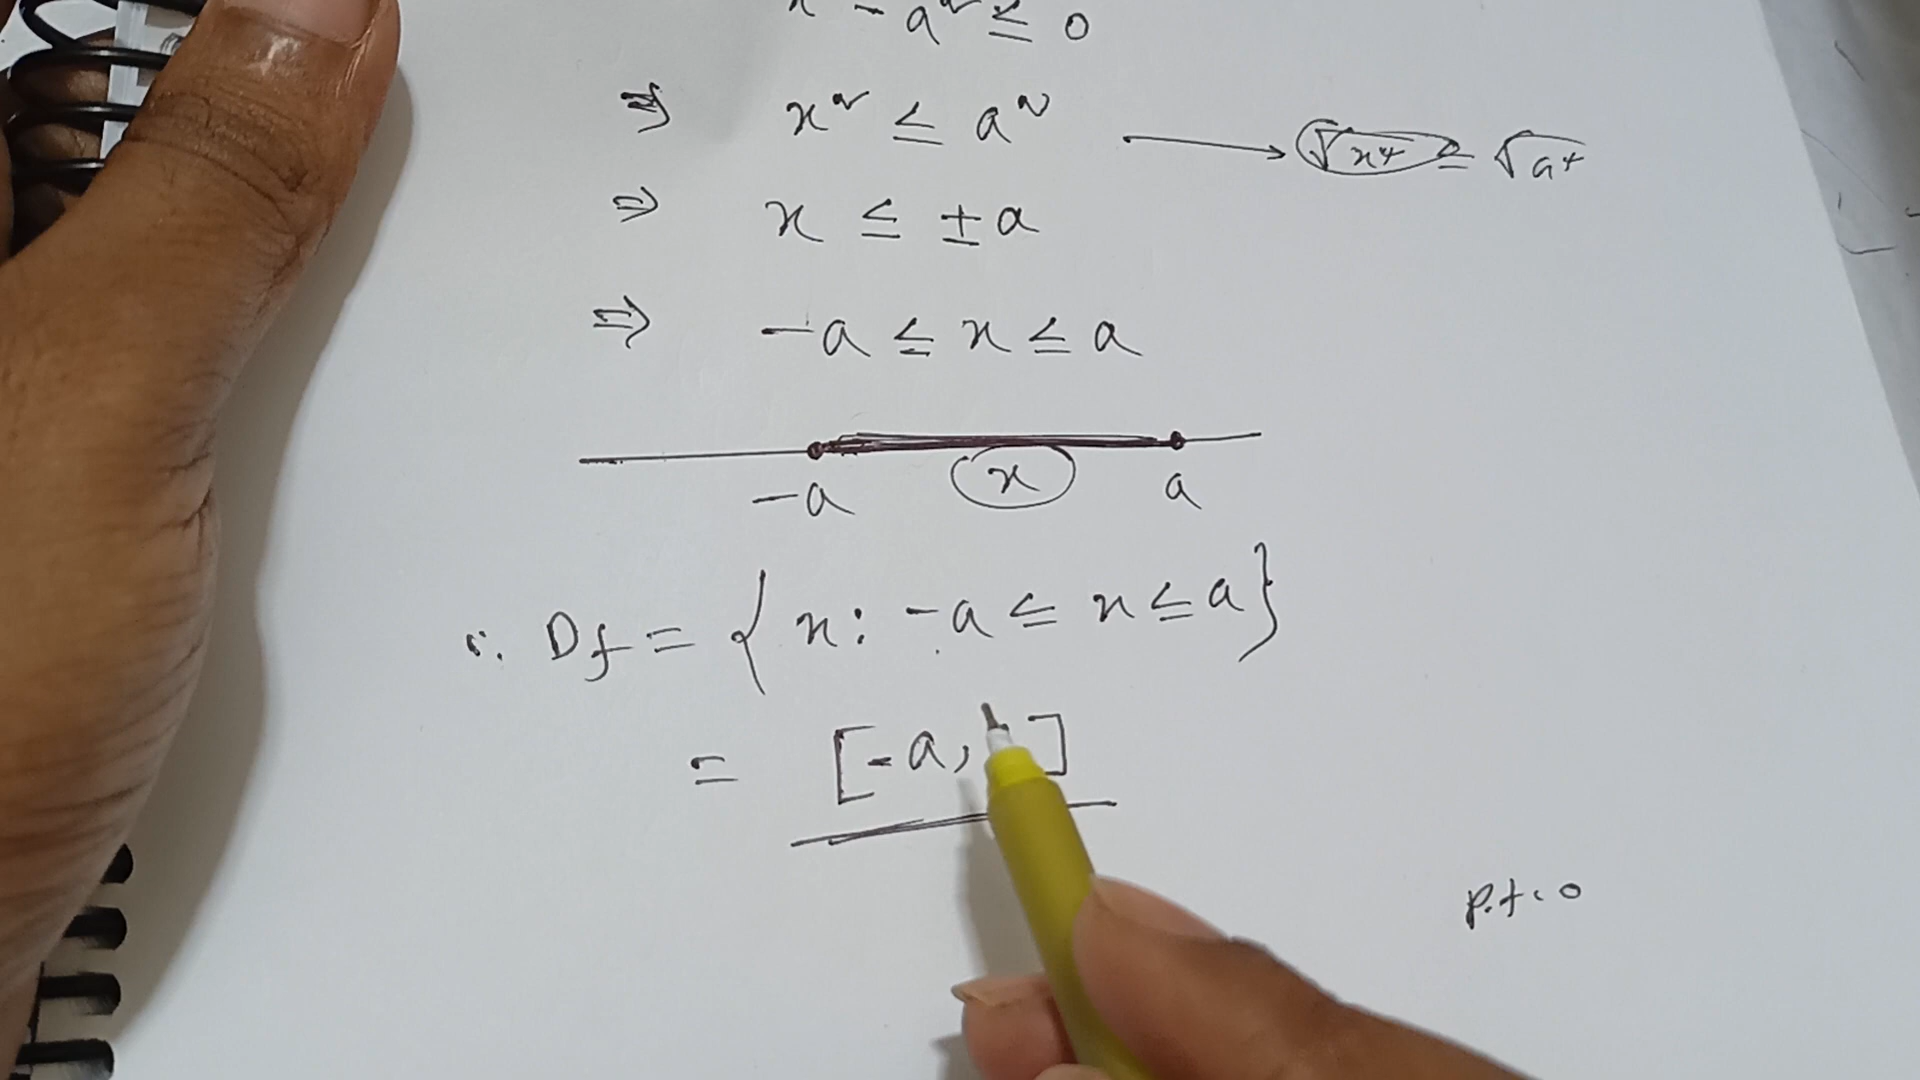 x² - a² ≤ 0
⇒ x² ≤ a² ⟶ √x² ≤ √a²
⇒ x ≤ ±a
⇒ -a ≤ x ≤ a
-a x a
∴ Df = { x: -a ≤ x ≤ a }
= [-a, ]
P.t.o